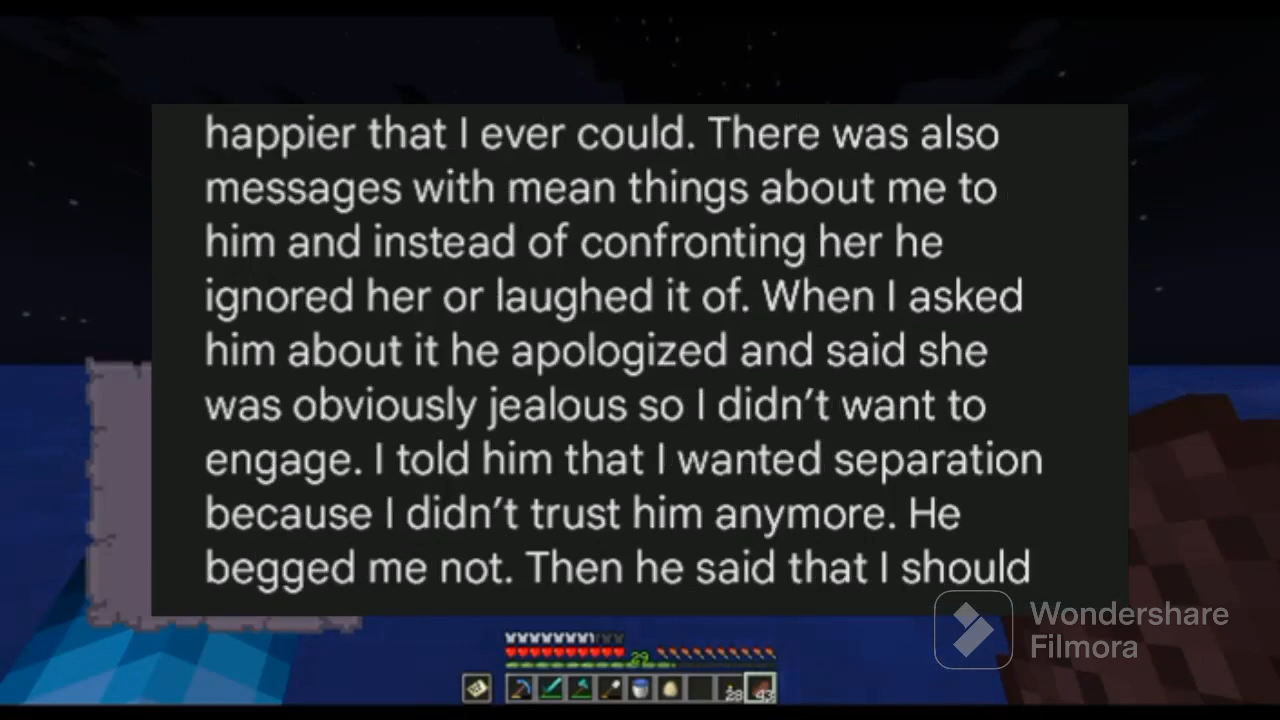 happier that I ever could. There was also
messages with mean things about me to
him and instead of confronting her he
ignored her or laughed it of. When I asked
him about it he apologized and said she
was obviously jealous so I didn't want to
engage. I told him that I wanted separation
because I didn't trust him anymore. He
begged me not. Then he said that I should
Wondershare
Filmora
29
28
43